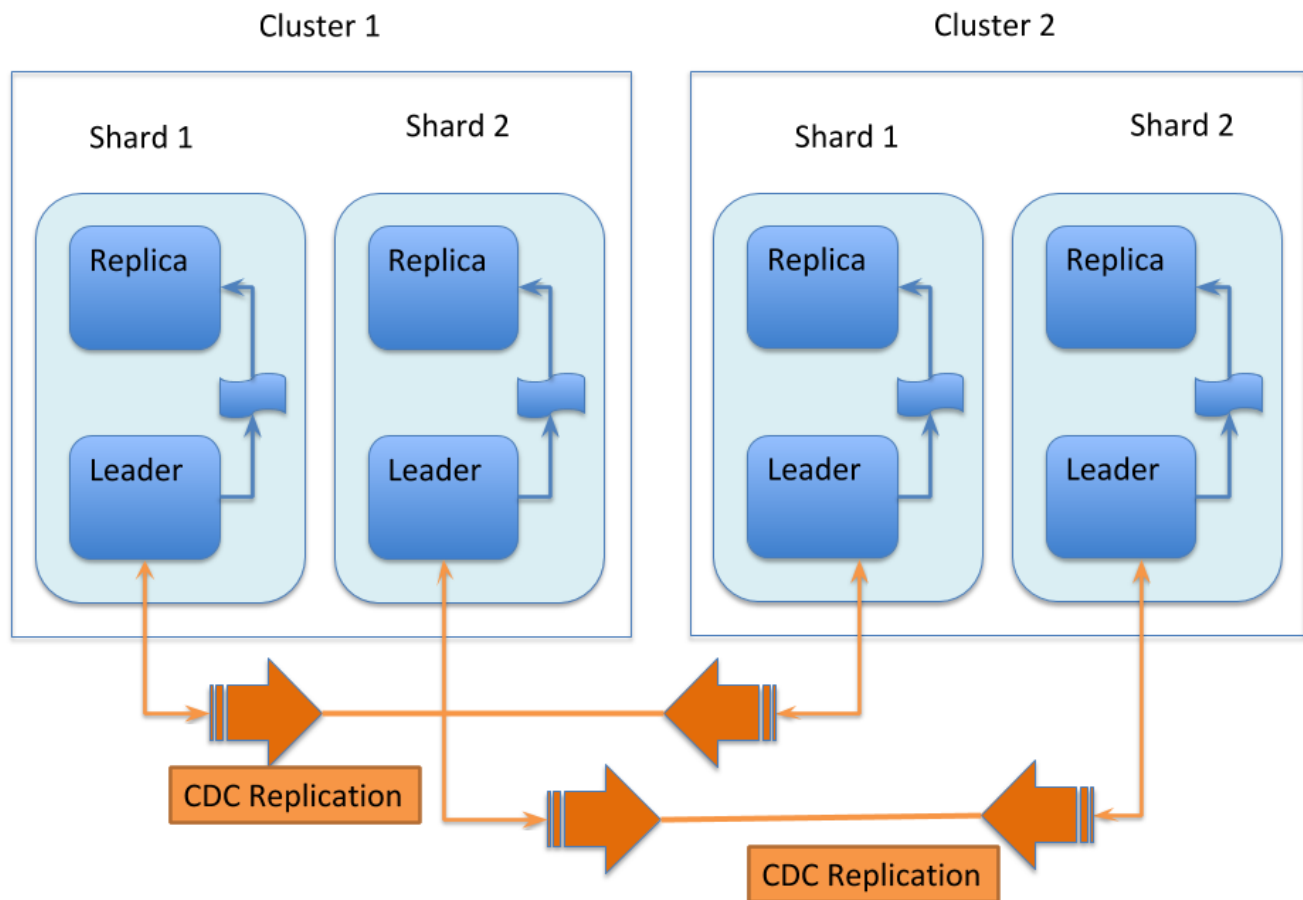 Cluster 1
Cluster 2
Shard 1
Shard 2
Shard 1
Shard 2
Replica
Replica
Replica
Replica
Leader
Leader
Leader
Leader
CDC Replication
CDC Replication